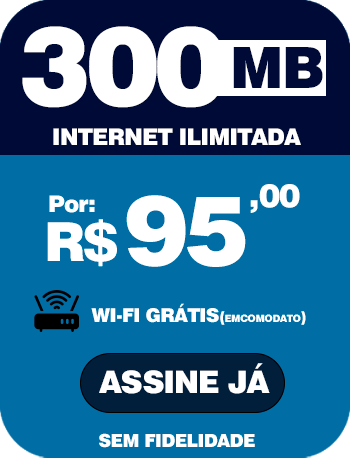 300 MB
INTERNET ILIMITADA
Por:
R$ 95,00
WI-FI GRÁTIS(EMCOMODATO)
ASSINE JÁ
SEM FIDELIDADE